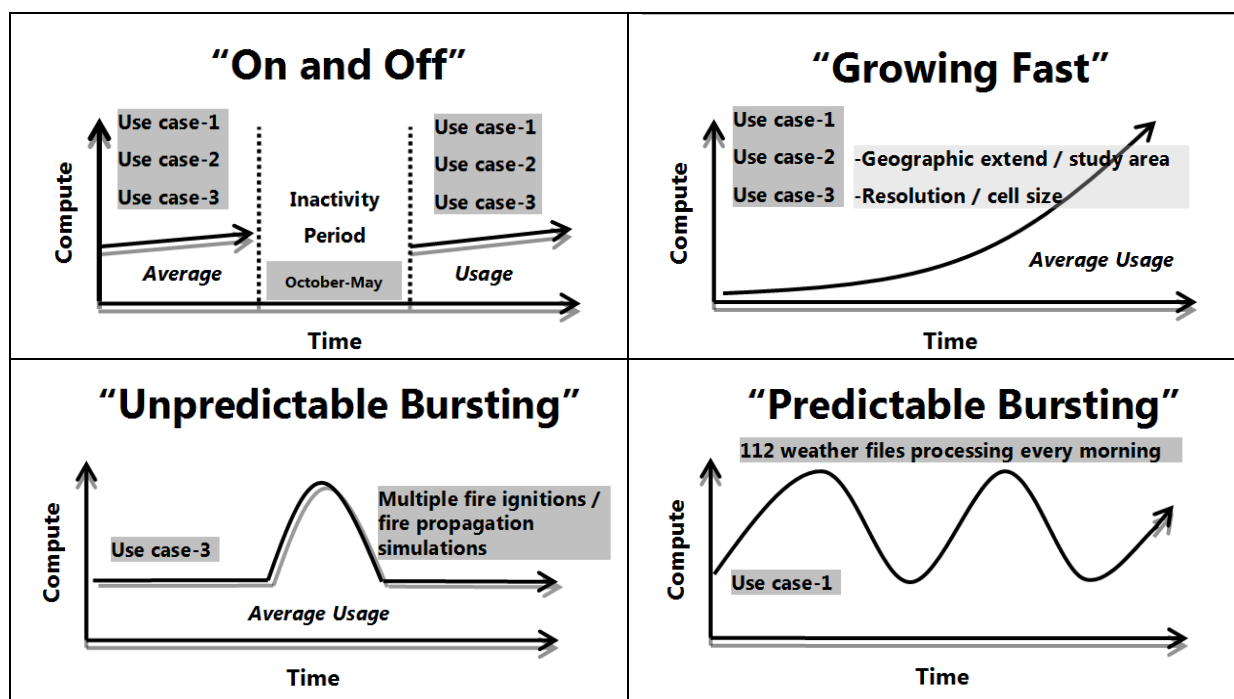 “On and Off”
Use case-1
Use case-2
Use case-3
Use case-1
Use case-2
Use case-3
Inactivity
Period
October-May
Average
Usage
Compute
Time
“Growing Fast”
Use case-1
Use case-2
Use case-3
-Geographic extend / study area
-Resolution / cell size
Average Usage
Compute
Time
“Unpredictable Bursting”
Use case-3
Multiple fire ignitions /
fire propagation
simulations
Average Usage
Compute
Time
“Predictable Bursting”
112 weather files processing every morning
Use case-1
Compute
Time